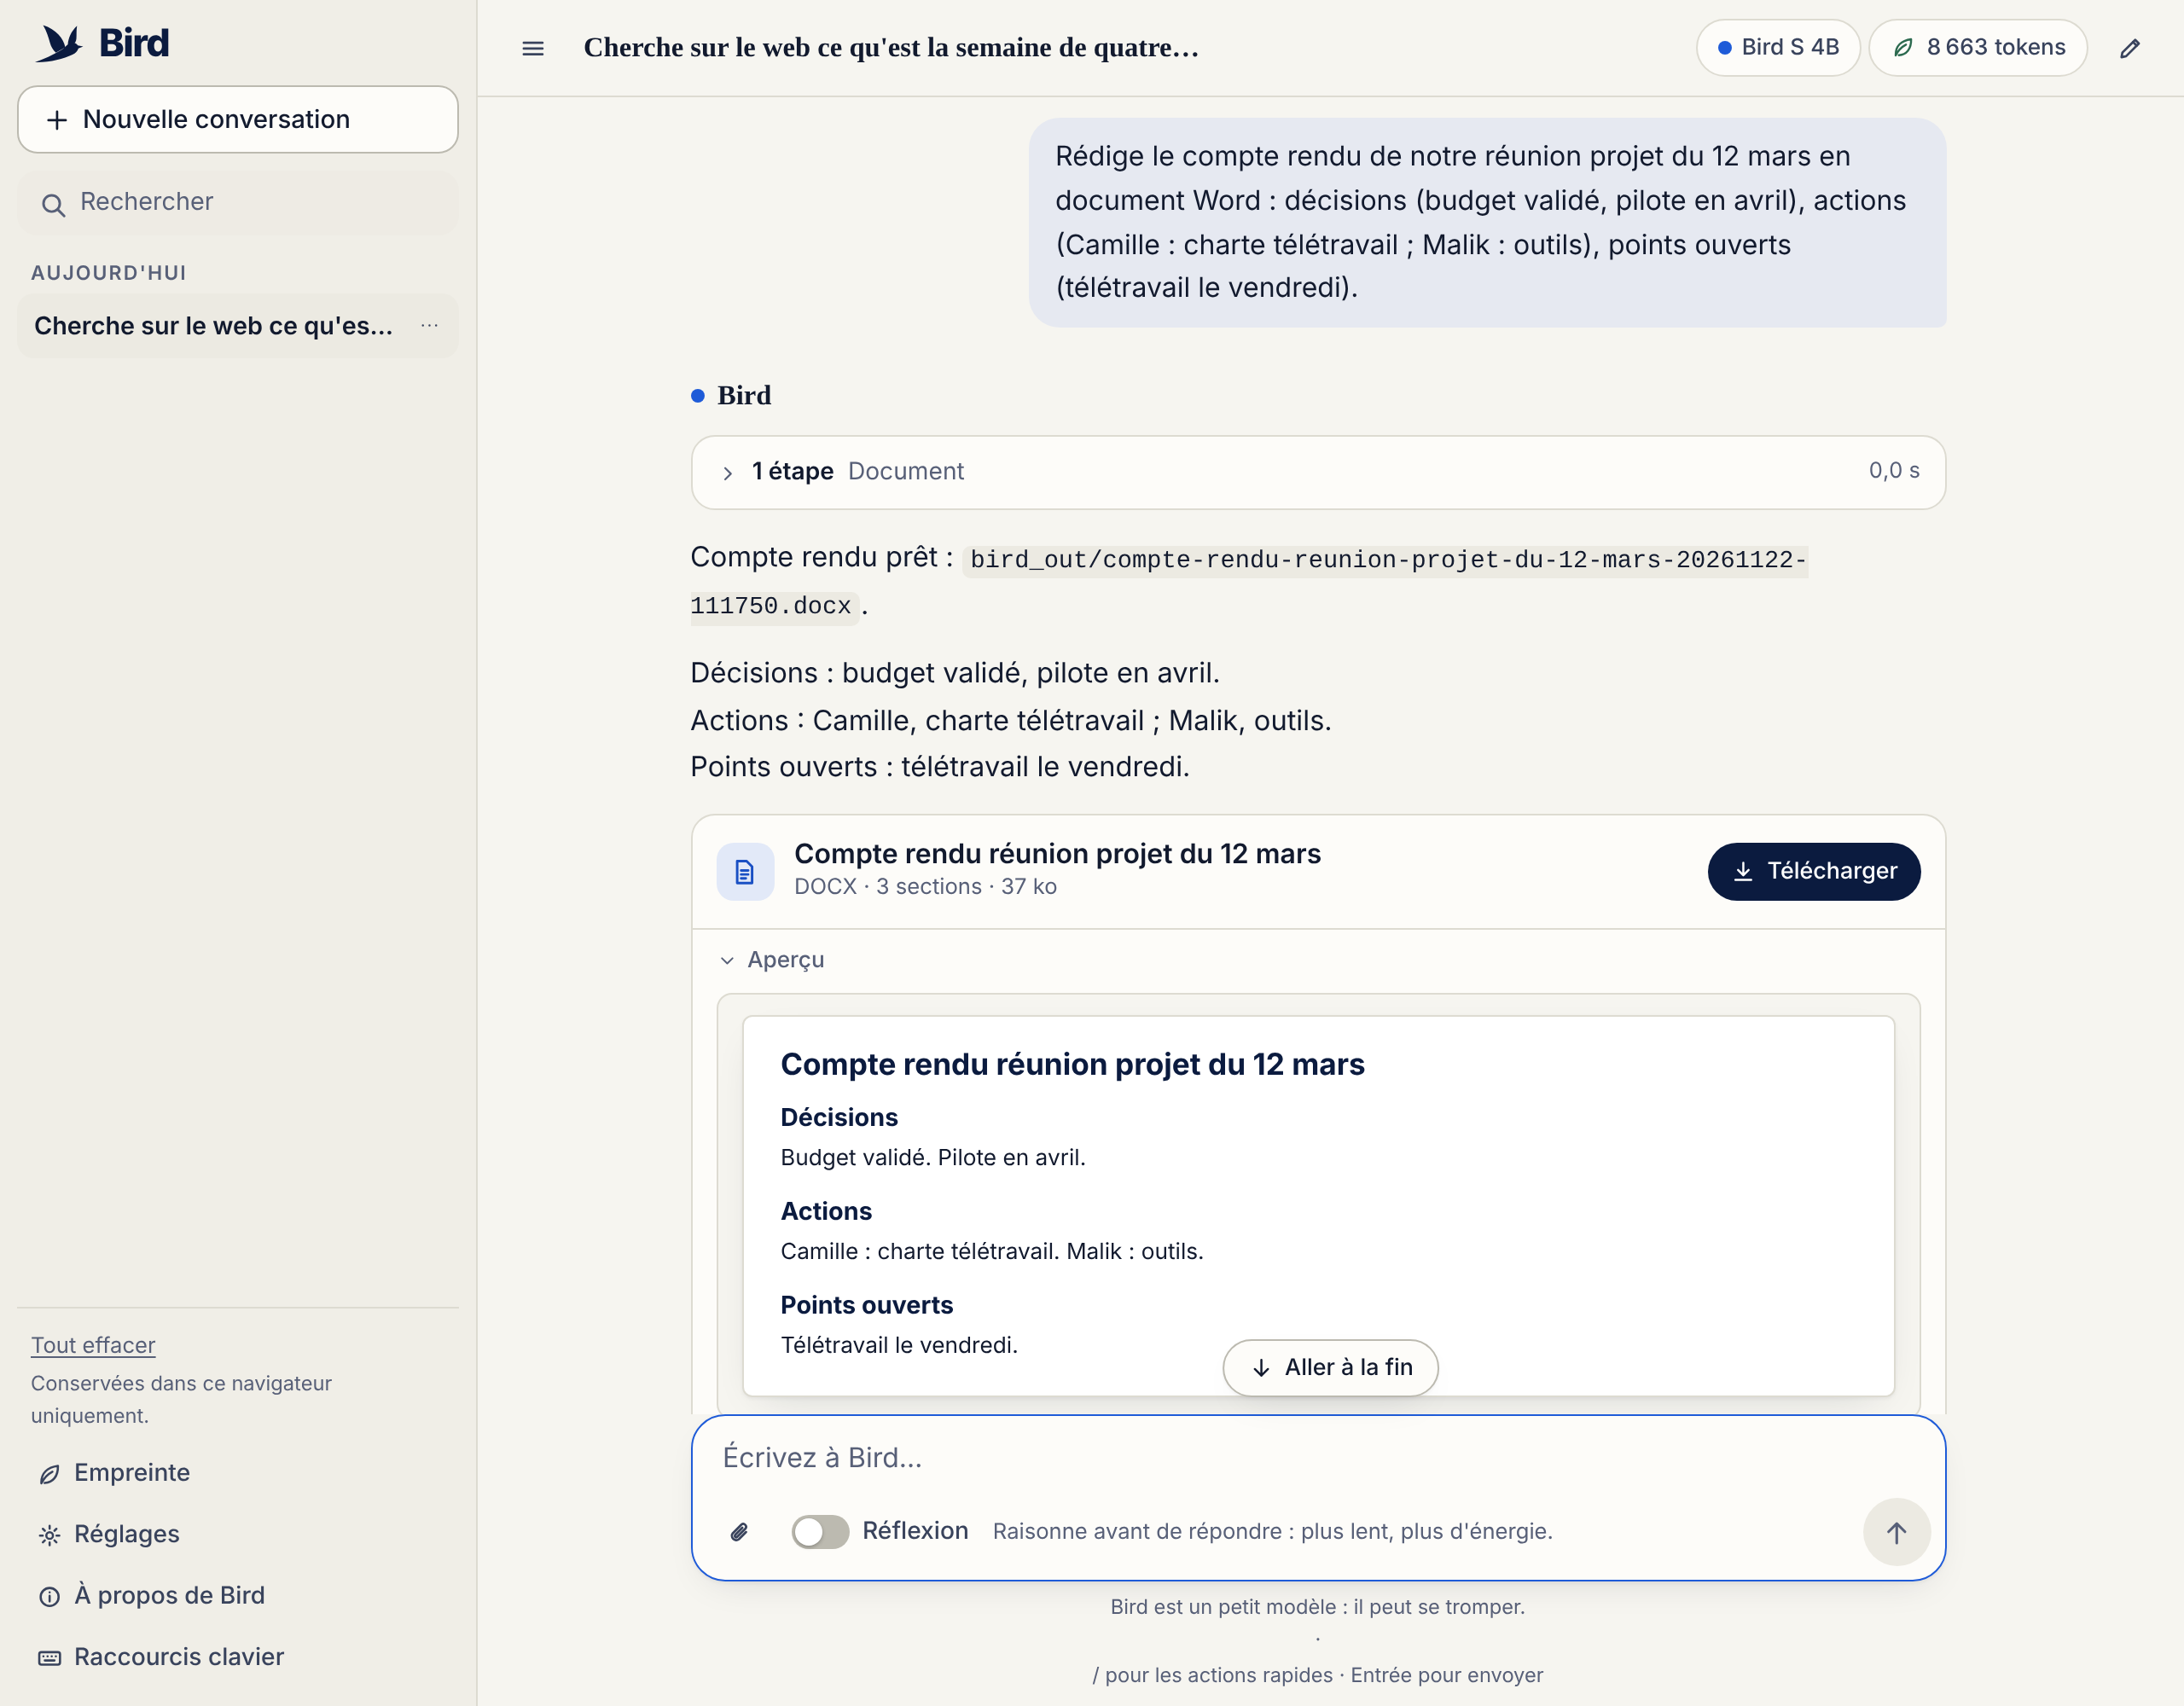 Bird
Nouvelle conversation
Rechercher
AUJOURD'HUI
Cherche sur le web ce qu'es... ···
Tout effacer
Conservées dans ce navigateur
uniquement.
Empreinte
Réglages
À propos de Bird
Raccourcis clavier
Cherche sur le web ce qu'est la semaine de quatre…
Bird S 4B
8 663 tokens
Rédige le compte rendu de notre réunion projet du 12 mars en
document Word : décisions (budget validé, pilote en avril), actions
(Camille : charte télétravail ; Malik : outils), points ouverts
(télétravail le vendredi).
Bird
1 étape Document 0,0 s
Compte rendu prêt : bird_out/compte-rendu-reunion-projet-du-12-mars-20261122-
111750.docx .
Décisions : budget validé, pilote en avril.
Actions : Camille, charte télétravail ; Malik, outils.
Points ouverts : télétravail le vendredi.
Compte rendu réunion projet du 12 mars
DOCX · 3 sections · 37 ko
Télécharger
Aperçu
Compte rendu réunion projet du 12 mars
Décisions
Budget validé. Pilote en avril.
Actions
Camille : charte télétravail. Malik : outils.
Points ouverts
Télétravail le vendredi.
Aller à la fin
Écrivez à Bird...
Réflexion Raisonne avant de répondre : plus lent, plus d'énergie.
Bird est un petit modèle : il peut se tromper.
·
/ pour les actions rapides · Entrée pour envoyer